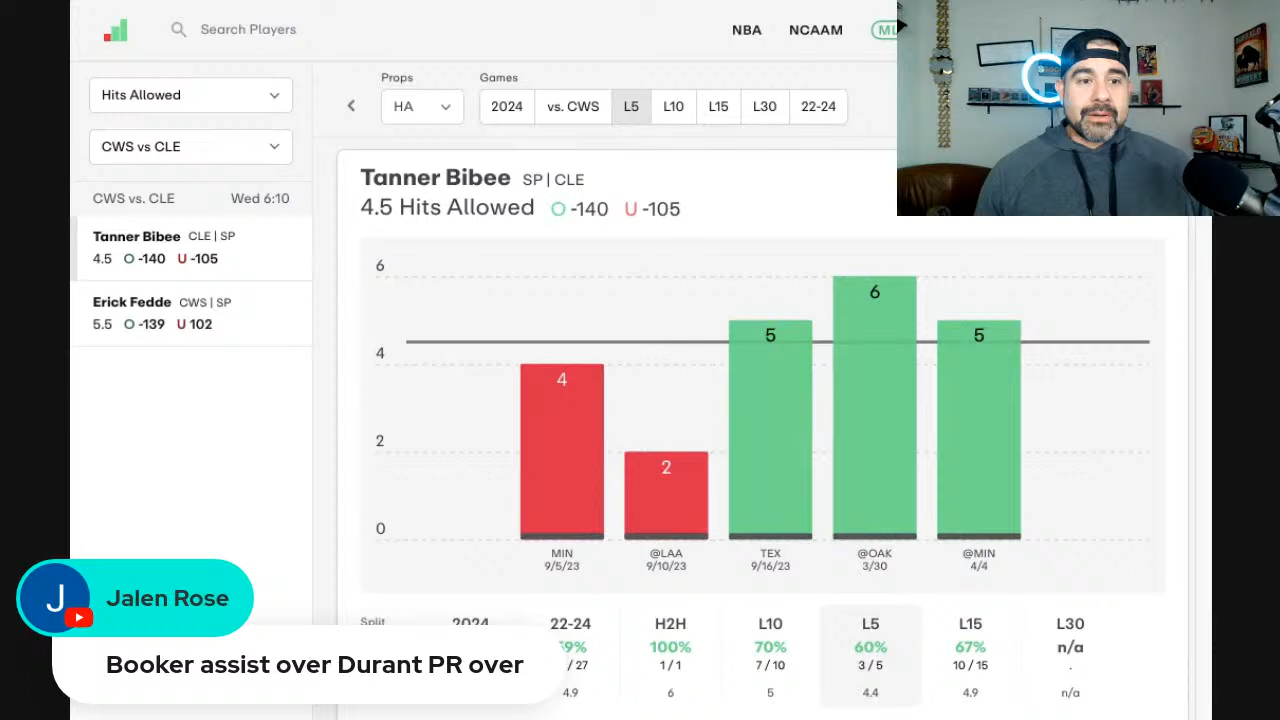 Search Players
NBA
NCAAM
Hits Allowed
CWS vs CLE
CWS vs. CLE Wed 6:10
Tanner Bibee CLE | SP
4.5 O -140 U -105
Erick Fedde CWS | SP
5.5 O -139 U 102
Props
HA
Games
2024 vs. CWS L5 L10 L15 L30 22-24
Tanner Bibee SP | CLE
4.5 Hits Allowed O -140 U -105
6
4
2
0
4 2 5 6 5
MIN @LAA TEX @OAK @MIN
9/5/23 9/10/23 9/16/23 3/30 4/4
Split 2024 22-24 H2H L10 L5 L15 L30
9% 100% 70% 60% 67% n/a
/ 27 1 / 1 7 / 10 3 / 5 10 / 15
4.9 6 5 4.4 4.9 n/a
J Jalen Rose
Booker assist over Durant PR over